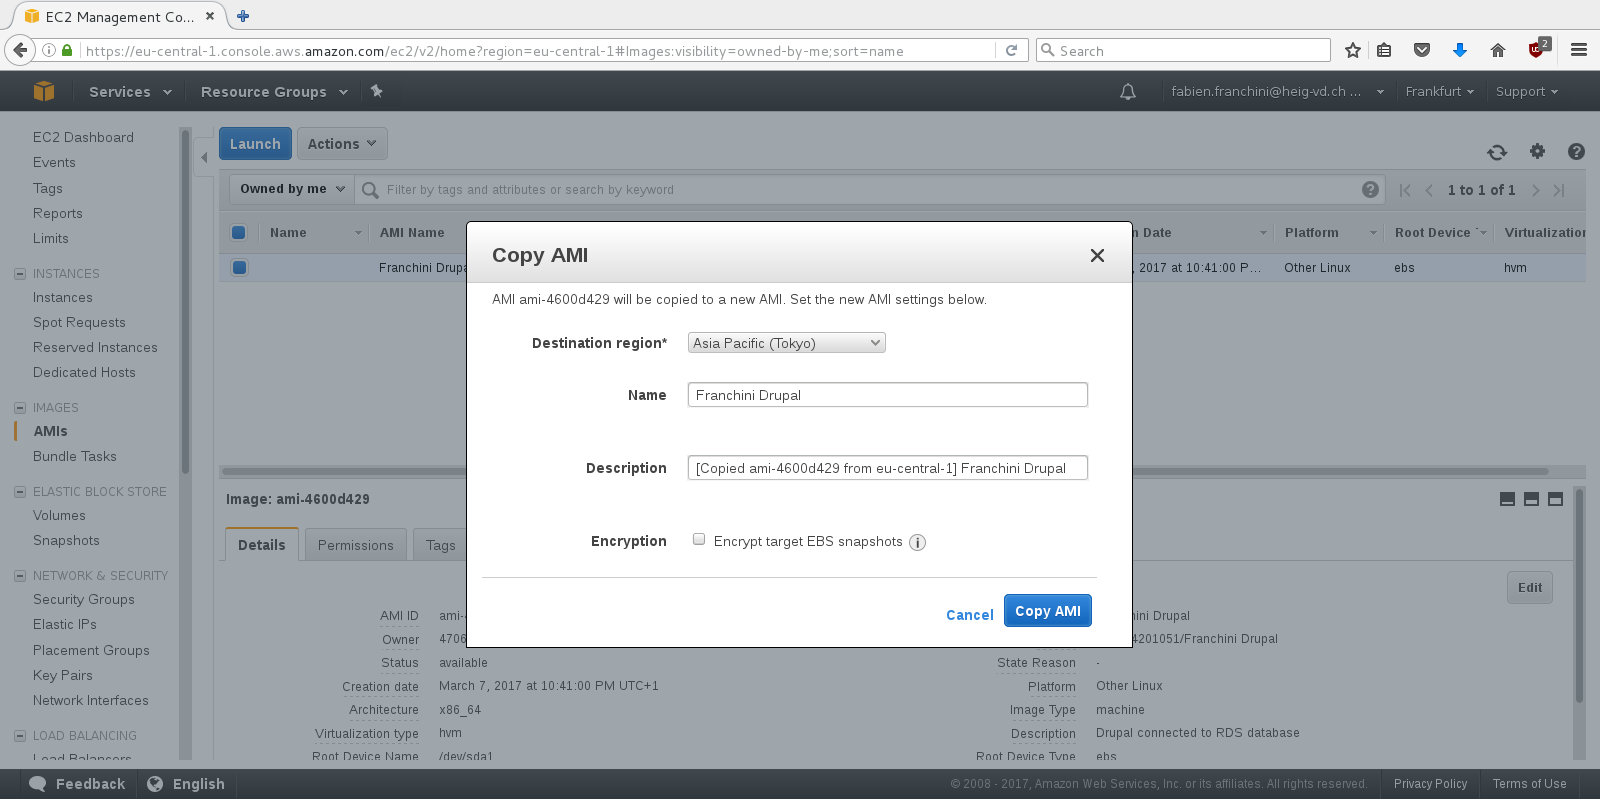 EC2 Management Co...
https://eu-central-1.console.aws.amazon.com/ec2/v2/home?region=eu-central-1#Images:visibility=owned-by-me;sort=name
Search
2
Services
Resource Groups
fabien.franchini@heig-vd.ch ...
Frankfurt
Support
EC2 Dashboard
Events
Tags
Reports
Limits
INSTANCES
Instances
Spot Requests
Reserved Instances
Dedicated Hosts
IMAGES
AMIs
Bundle Tasks
ELASTIC BLOCK STORE
Volumes
Snapshots
NETWORK & SECURITY
Security Groups
Elastic IPs
Placement Groups
Key Pairs
Network Interfaces
LOAD BALANCING
Load Balancers
Launch
Actions
Owned by me
Filter by tags and attributes or search by keyword
1 to 1 of 1
Name
AMI Name
n Date
Platform
Root Device T
Virtualization
Franchini Drupa
, 2017 at 10:41:00 P...
Other Linux
ebs
hvm
Copy AMI
AMI ami-4600d429 will be copied to a new AMI. Set the new AMI settings below.
Destination region*
Asia Pacific (Tokyo)
Name
Franchini Drupal
Description
[Copied ami-4600d429 from eu-central-1] Franchini Drupal
Encryption
Encrypt target EBS snapshots
Cancel
Copy AMI
Image: ami-4600d429
Details
Permissions
Tags
Edit
AMI ID
ami-
ini Drupal
Owner
4706
4201051/Franchini Drupal
Status
available
State Reason
-
Creation date
March 7, 2017 at 10:41:00 PM UTC+1
Platform
Other Linux
Architecture
x86_64
Image Type
machine
Virtualization type
hvm
Description
Drupal connected to RDS database
Root Device Name
/dev/sda1
Root Device Type
ebs
Feedback
English
© 2008 - 2017, Amazon Web Services, Inc. or its affiliates. All rights reserved.
Privacy Policy
Terms of Use